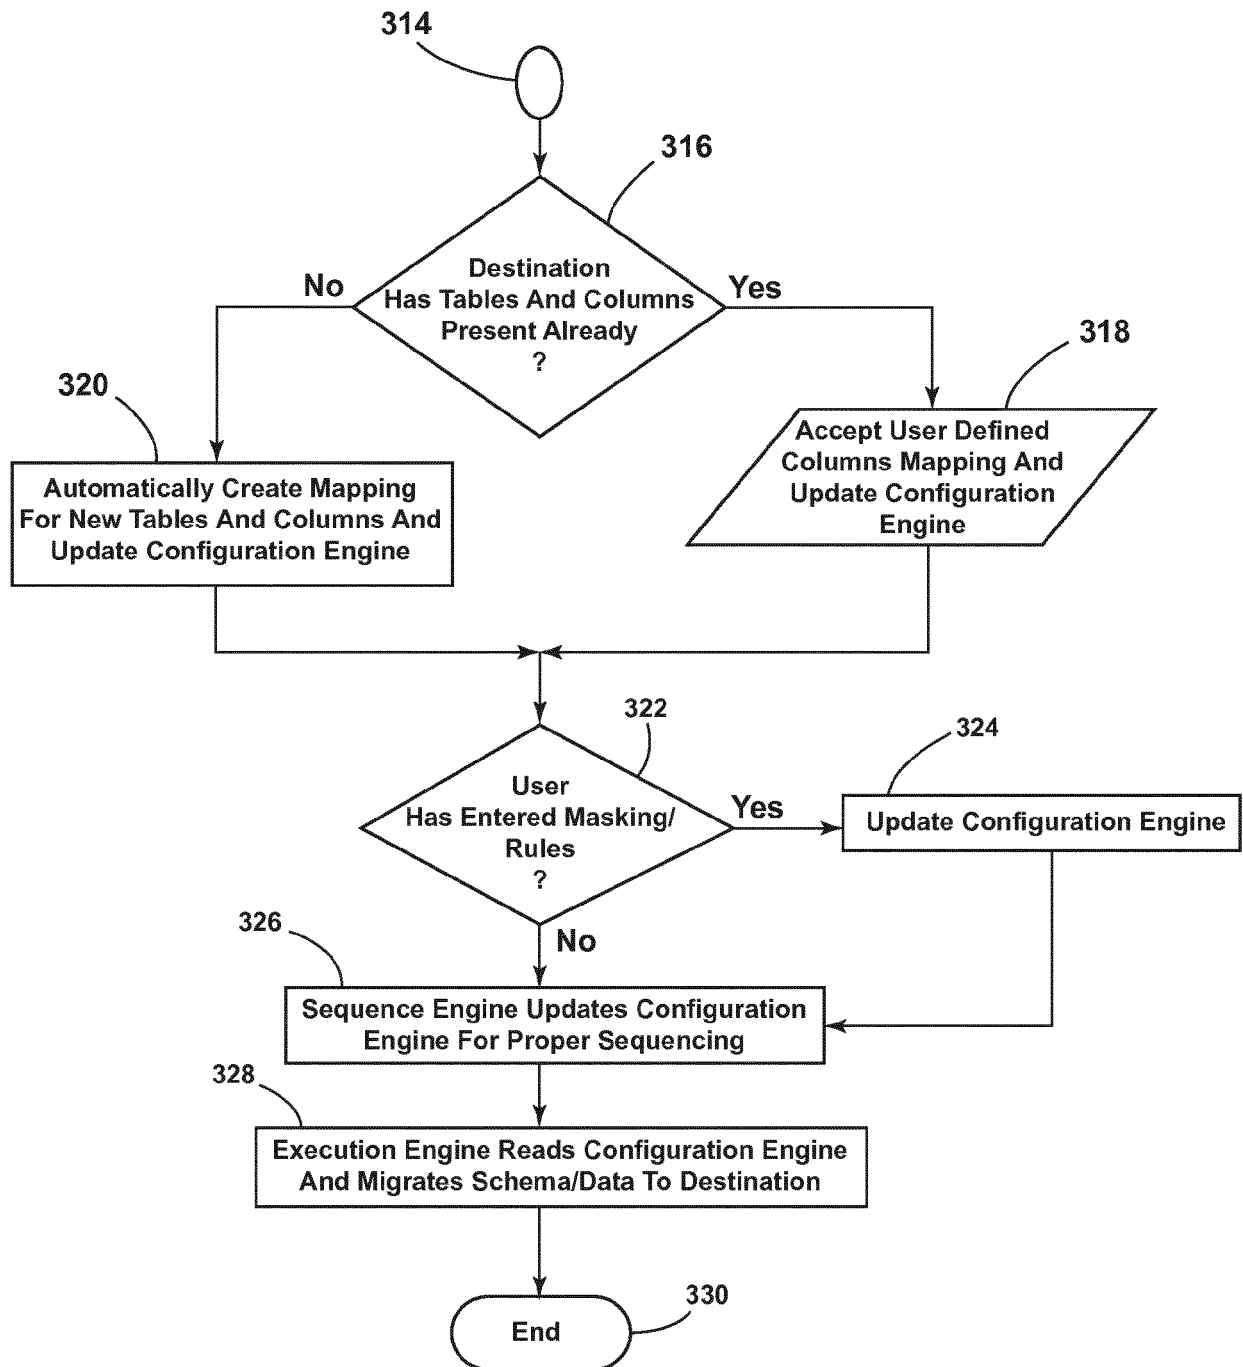 314
316
Destination
Has Tables And Columns
Present Already
?
No
Yes
318
320
Accept User Defined
Columns Mapping And
Update Configuration
Engine
Automatically Create Mapping
For New Tables And Columns And
Update Configuration Engine
322
324
User
Has Entered Masking/
Rules
?
Yes
Update Configuration Engine
326
No
Sequence Engine Updates Configuration
Engine For Proper Sequencing
328
Execution Engine Reads Configuration Engine
And Migrates Schema/Data To Destination
330
End